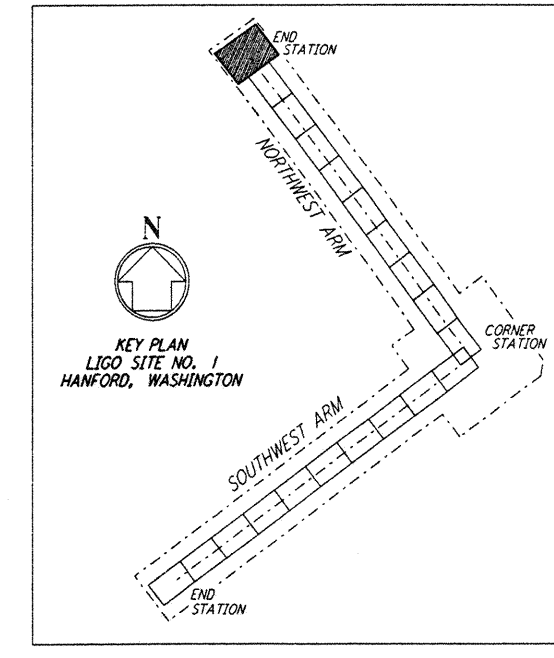 END
STATION
NORTHWEST ARM
N
KEY PLAN
LIGO SITE NO. 1
HANFORD, WASHINGTON
CORNER
STATION
SOUTHWEST ARM
END
STATION